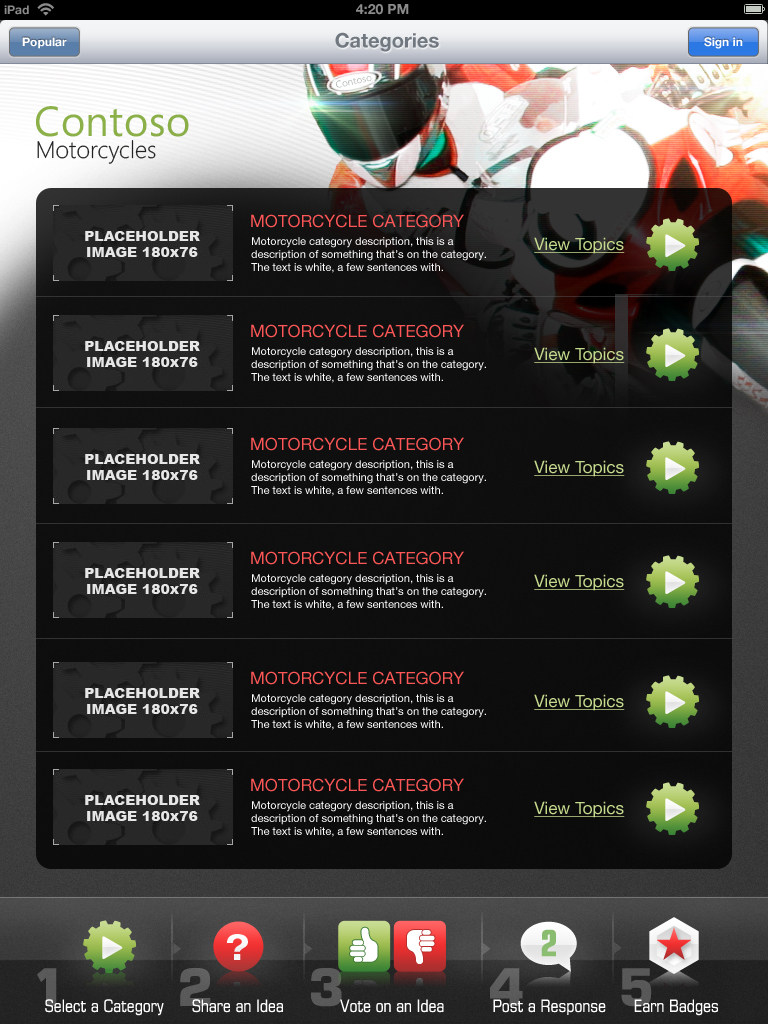 iPad 4:20 PM
Popular Categories Sign in
Contoso
Contoso
Motorcycles
PLACEHOLDER
IMAGE 180x76
MOTORCYCLE CATEGORY
Motorcycle category description, this is a
description of something that's on the category.
The text is white, a few sentences with.
View Topics
PLACEHOLDER
IMAGE 180x76
MOTORCYCLE CATEGORY
Motorcycle category description, this is a
description of something that's on the category.
The text is white, a few sentences with.
View Topics
PLACEHOLDER
IMAGE 180x76
MOTORCYCLE CATEGORY
Motorcycle category description, this is a
description of something that's on the category.
The text is white, a few sentences with.
View Topics
PLACEHOLDER
IMAGE 180x76
MOTORCYCLE CATEGORY
Motorcycle category description, this is a
description of something that's on the category.
The text is white, a few sentences with.
View Topics
PLACEHOLDER
IMAGE 180x76
MOTORCYCLE CATEGORY
Motorcycle category description, this is a
description of something that's on the category.
The text is white, a few sentences with.
View Topics
PLACEHOLDER
IMAGE 180x76
MOTORCYCLE CATEGORY
Motorcycle category description, this is a
description of something that's on the category.
The text is white, a few sentences with.
View Topics
1
Select a Category
?
2
Share an Idea
3
Vote on an Idea
2
4
Post a Response
5
Earn Badges